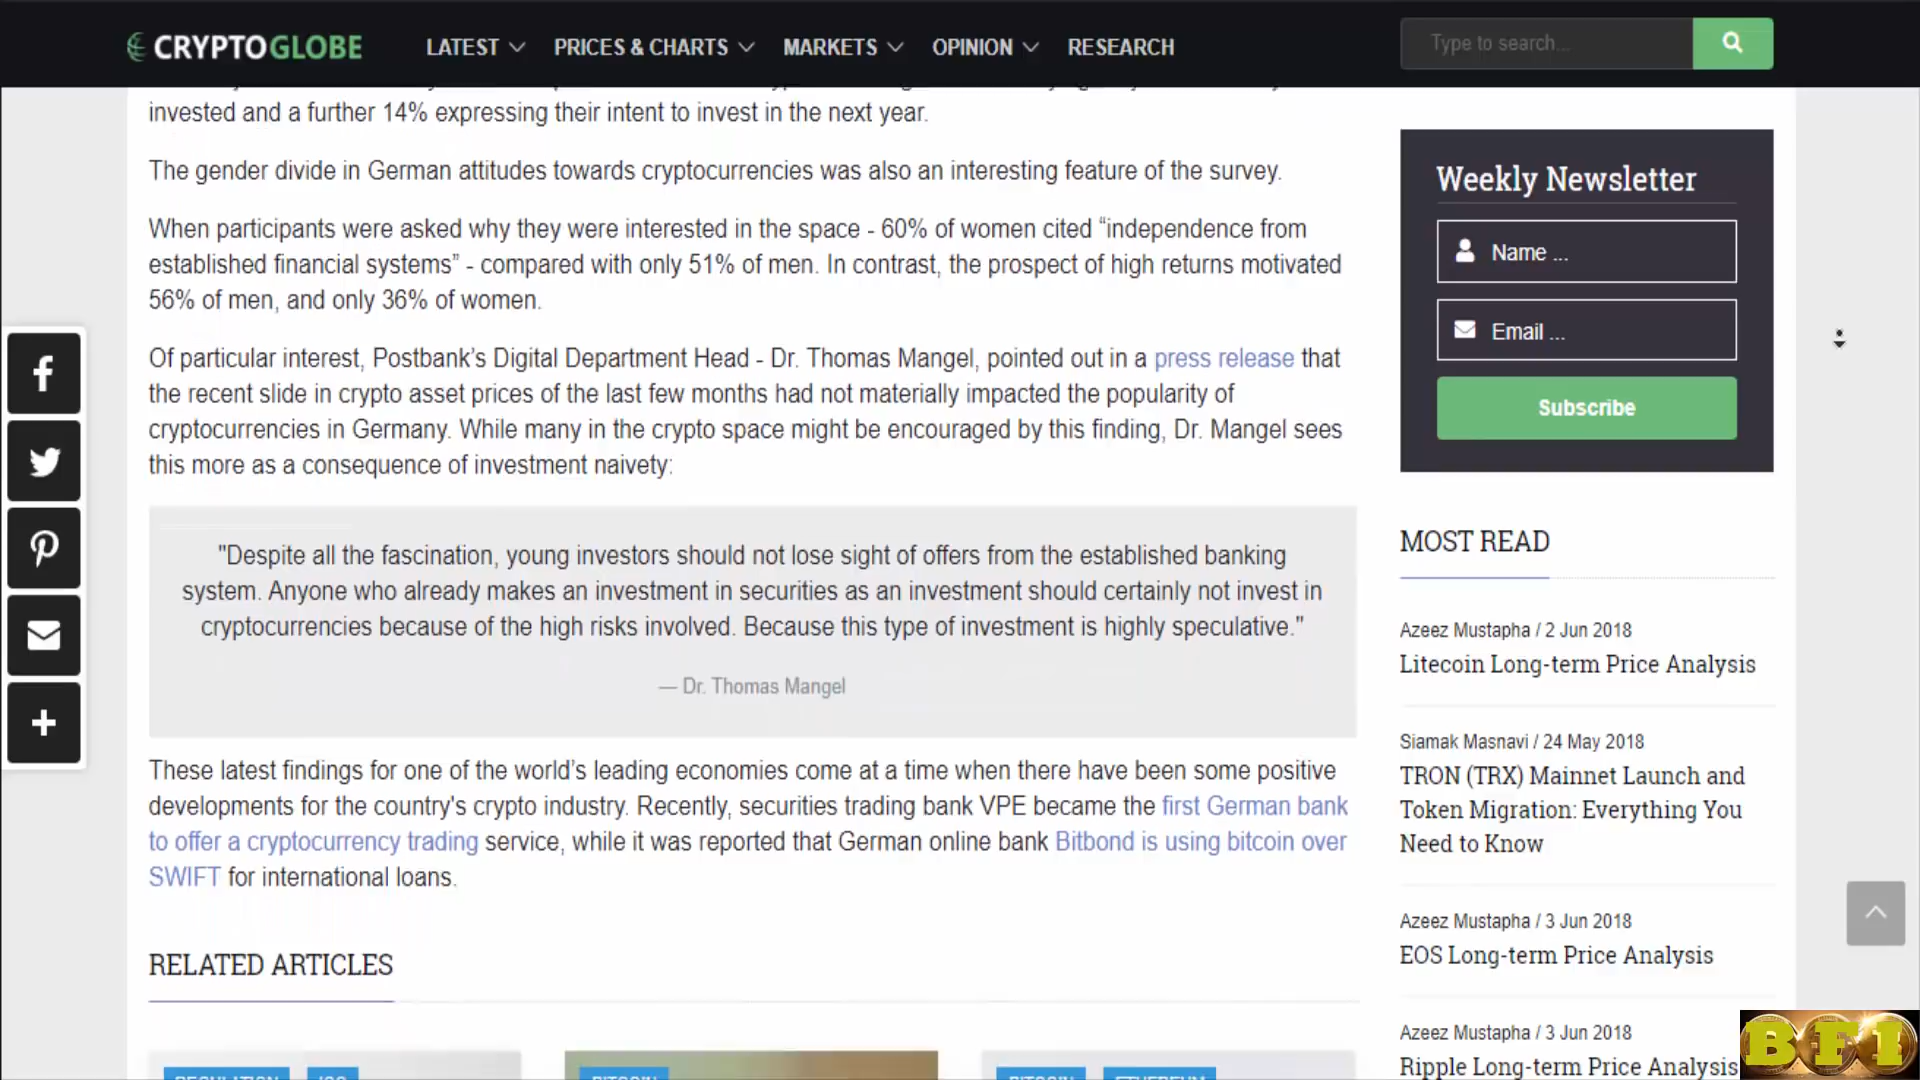 CRYPTOGLOBE
LATEST
PRICES & CHARTS
MARKETS
OPINION
RESEARCH
Type to search...
invested and a further 14% expressing their intent to invest in the next year.
The gender divide in German attitudes towards cryptocurrencies was also an interesting feature of the survey.
When participants were asked why they were interested in the space - 60% of women cited “independence from
established financial systems” - compared with only 51% of men. In contrast, the prospect of high returns motivated
56% of men, and only 36% of women.
Of particular interest, Postbank’s Digital Department Head - Dr. Thomas Mangel, pointed out in a press release that
the recent slide in crypto asset prices of the last few months had not materially impacted the popularity of
cryptocurrencies in Germany. While many in the crypto space might be encouraged by this finding, Dr. Mangel sees
this more as a consequence of investment naivety:
"Despite all the fascination, young investors should not lose sight of offers from the established banking
system. Anyone who already makes an investment in securities as an investment should certainly not invest in
cryptocurrencies because of the high risks involved. Because this type of investment is highly speculative."
— Dr. Thomas Mangel
These latest findings for one of the world’s leading economies come at a time when there have been some positive
developments for the country's crypto industry. Recently, securities trading bank VPE became the first German bank
to offer a cryptocurrency trading service, while it was reported that German online bank Bitbond is using bitcoin over
SWIFT for international loans.
RELATED ARTICLES
REGULATION
ICO
BITCOIN
BITCOIN
ETHEREUM
Weekly Newsletter
Name ...
Email ...
Subscribe
MOST READ
Azeez Mustapha / 2 Jun 2018
Litecoin Long-term Price Analysis
Siamak Masnavi / 24 May 2018
TRON (TRX) Mainnet Launch and
Token Migration: Everything You
Need to Know
Azeez Mustapha / 3 Jun 2018
EOS Long-term Price Analysis
Azeez Mustapha / 3 Jun 2018
Ripple Long-term Price Analysis
BFI